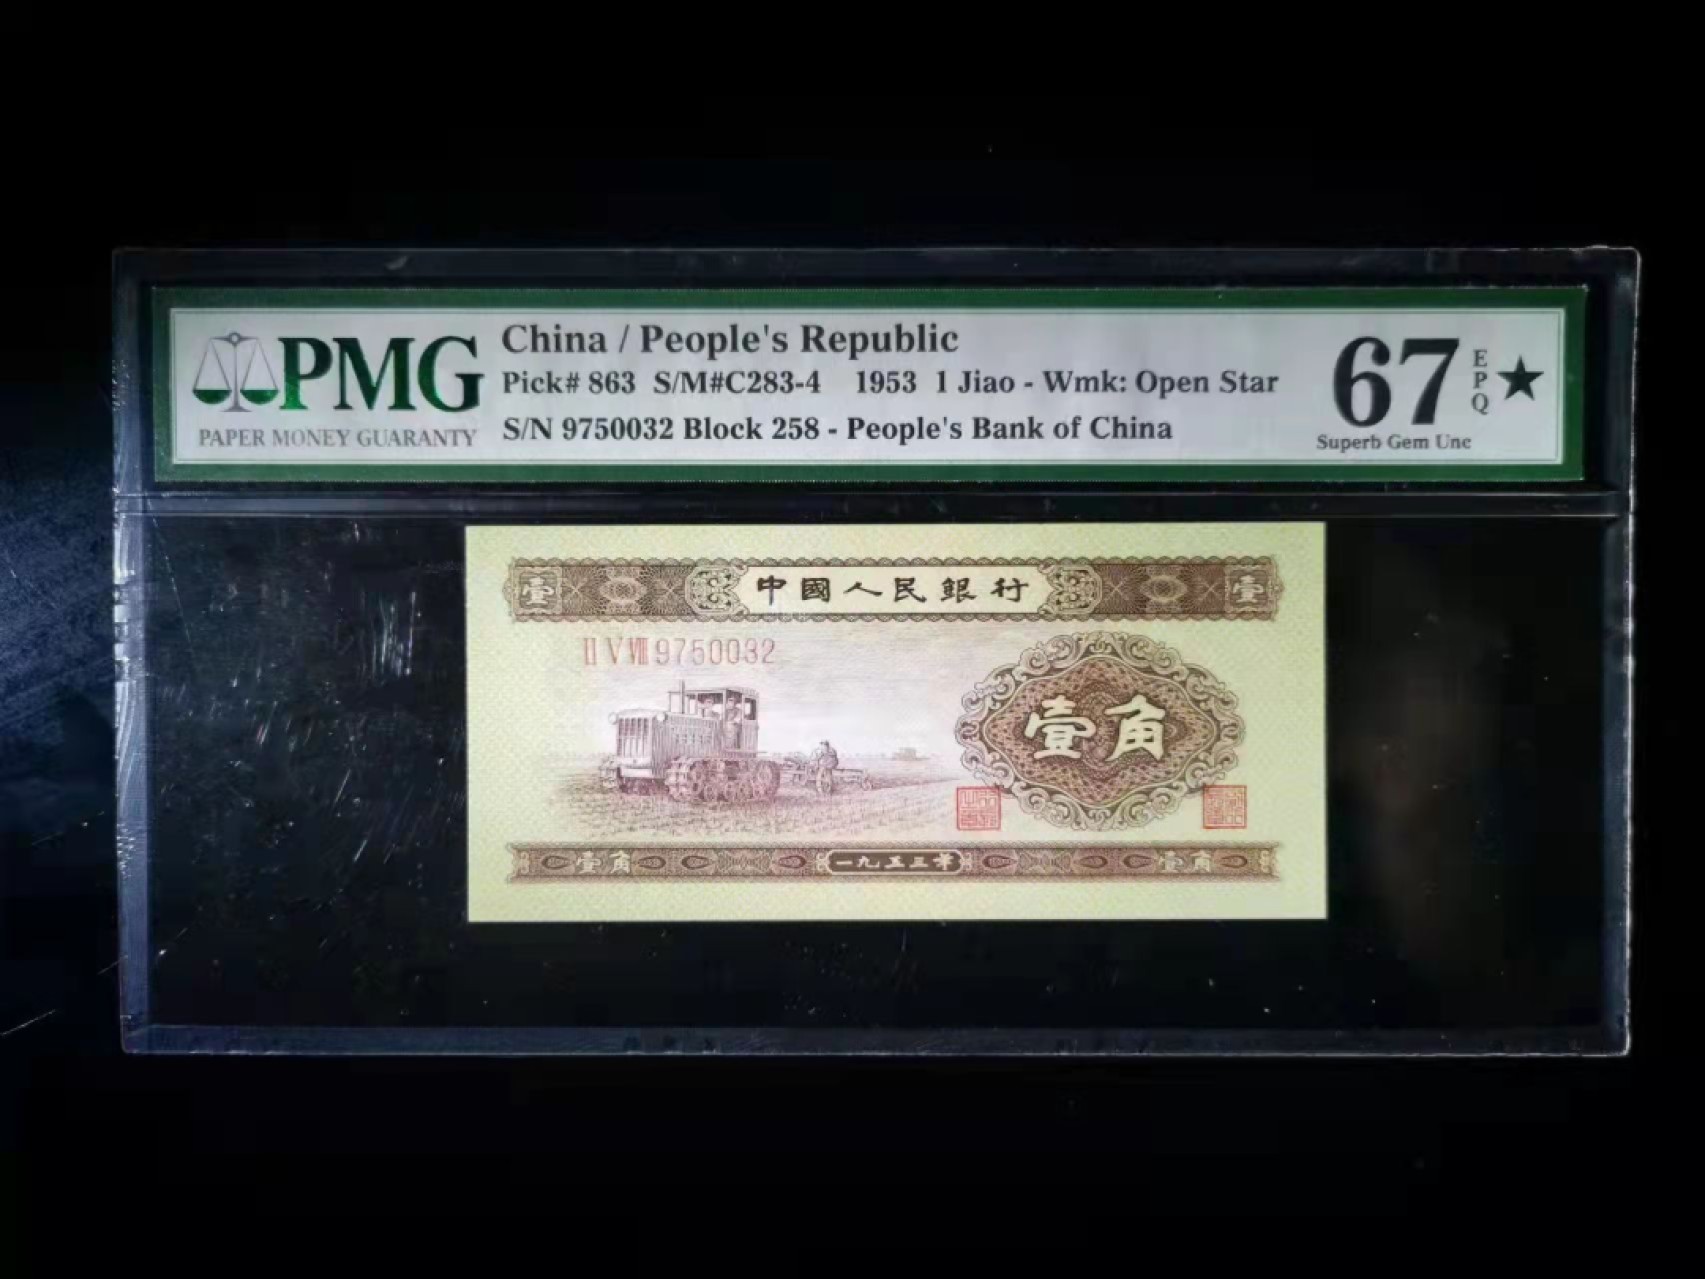 PMG
PAPER MONEY GUARANTY
China / People's Republic
Pick# 863 S/M#C283-4 1953 1 Jiao - Wmk: Open Star
S/N 9750032 Block 258 - People's Bank of China
67 EPQ ★
Superb Gem Unc
壹 中國人民銀行 壹
II V VIII 9750032
壹角
壹角 一九五三年 壹角